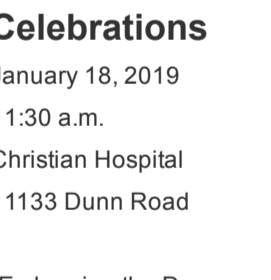 Celebrations
January 18, 2019
1:30 a.m.
Christian Hospital
1133 Dunn Road